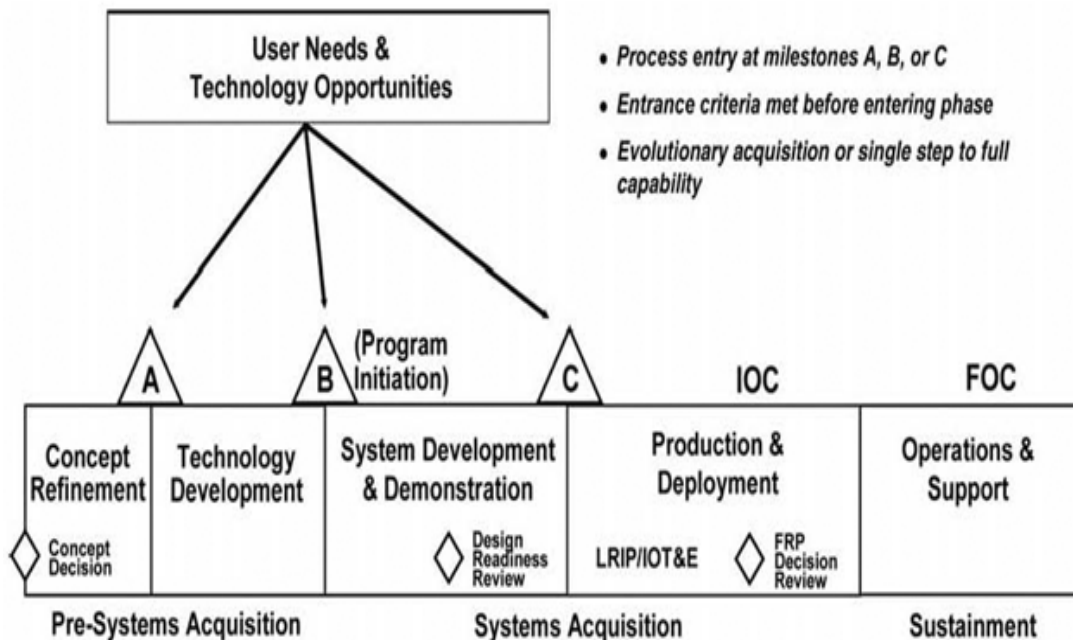 User Needs &
Technology Opportunities
• Process entry at milestones A, B, or C
• Entrance criteria met before entering phase
• Evolutionary acquisition or single step to full
capability
A
B
(Program
Initiation)
C
IOC
FOC
Concept
Refinement
Technology
Development
System Development
& Demonstration
Production &
Deployment
Operations &
Support
Concept
Decision
Design
Readiness
Review
LRIP/IOT&E
FRP
Decision
Review
Pre-Systems Acquisition
Systems Acquisition
Sustainment